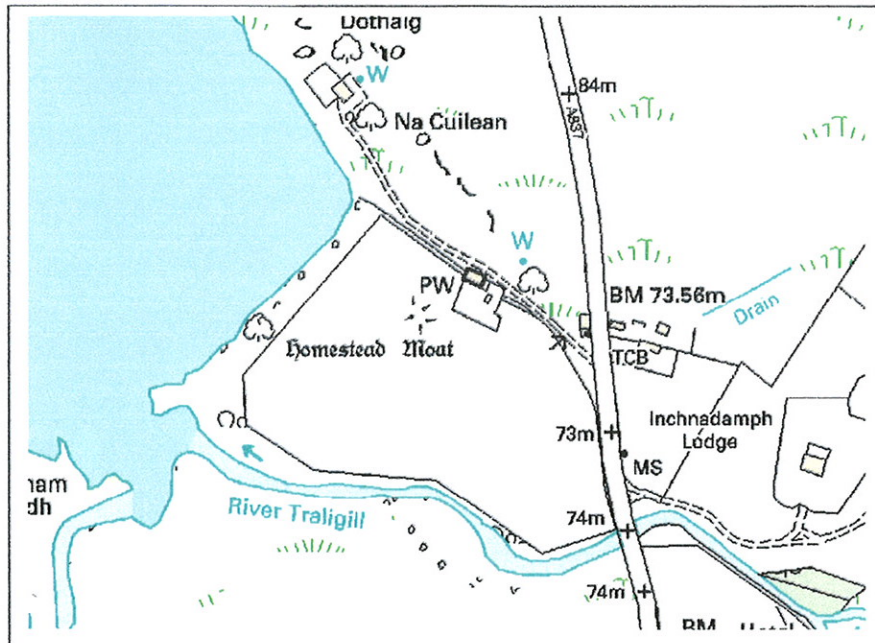 Dothaig
W
84m
A837
Na Cuilean
W
PW
BM 73.56m
Drain
Homestead Moat
TCB
Inchnadamph
Lodge
73m
MS
ham
dh
River Traligill
74m
74m
BM
Hotel